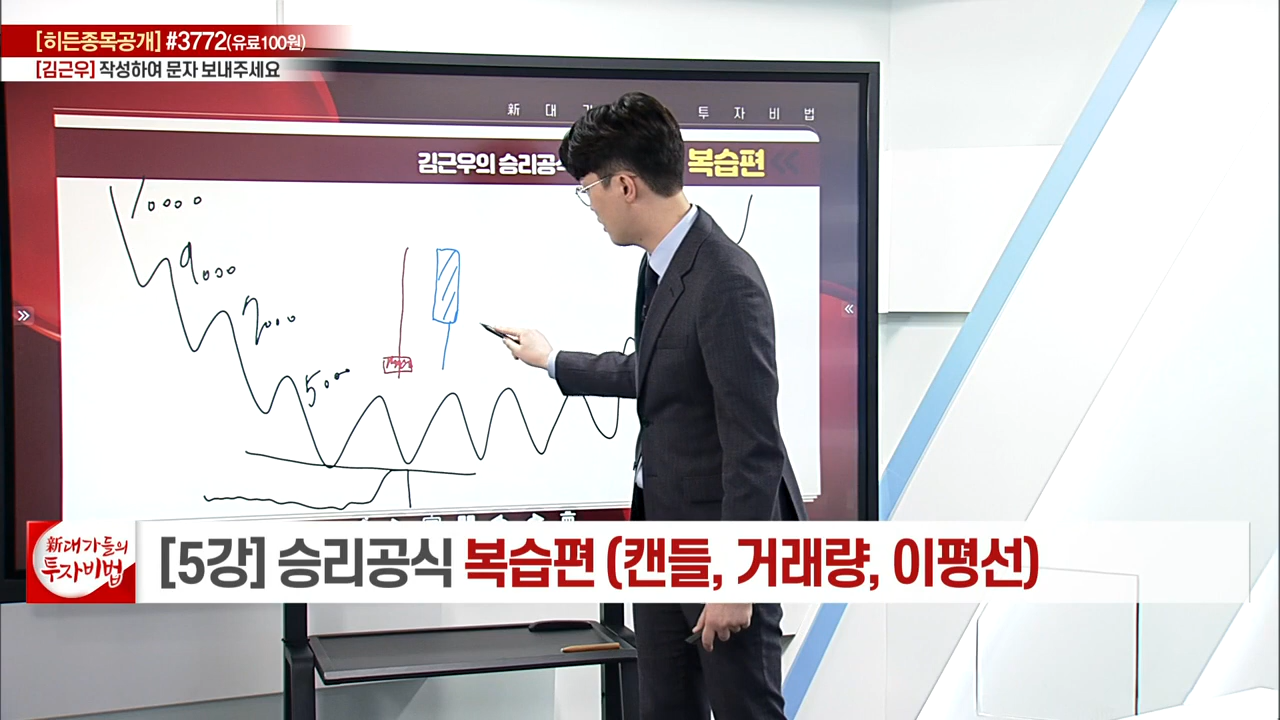 [히든종목공개] #3772(유료100원)
[김근우] 작성하여 문자 보내주세요
新 대 투 자 비 법
김근우의 승리공식 복습편
10000
9000
7000
5000
新대가들의
투자비법
[5강] 승리공식 복습편 (캔들, 거래량, 이평선)